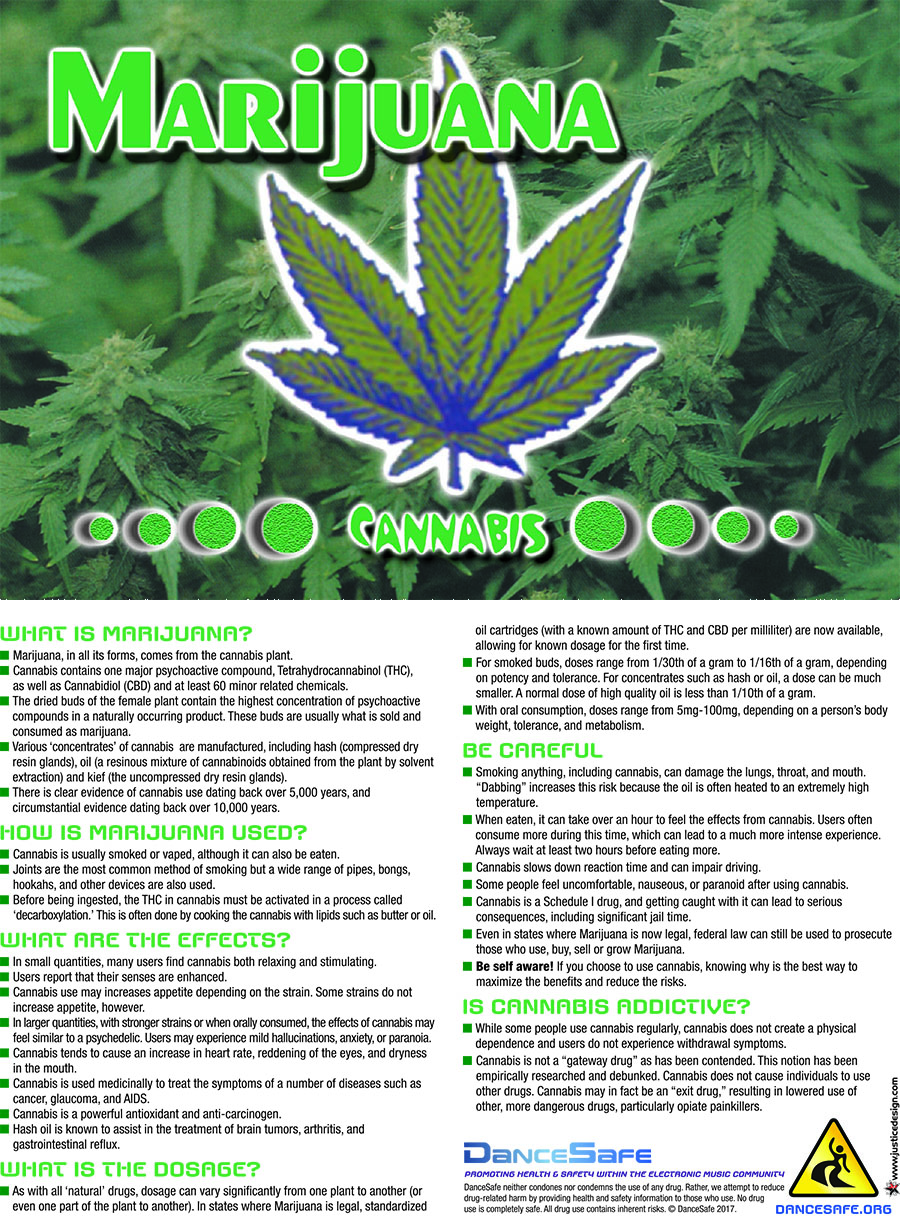 MARIJUANA
CANNABIS
WHAT IS MARIJUANA?
Marijuana, in all its forms, comes from the cannabis plant.
Cannabis contains one major psychoactive compound, Tetrahydrocannabinol (THC),
as well as Cannabidiol (CBD) and at least 60 minor related chemicals.
The dried buds of the female plant contain the highest concentration of psychoactive
compounds in a naturally occurring product. These buds are usually what is sold and
consumed as marijuana.
Various ‘concentrates’ of cannabis are manufactured, including hash (compressed dry
resin glands), oil (a resinous mixture of cannabinoids obtained from the plant by solvent
extraction) and kief (the uncompressed dry resin glands).
There is clear evidence of cannabis use dating back over 5,000 years, and
circumstantial evidence dating back over 10,000 years.
HOW IS MARIJUANA USED?
Cannabis is usually smoked or vaped, although it can also be eaten.
Joints are the most common method of smoking but a wide range of pipes, bongs,
hookahs, and other devices are also used.
Before being ingested, the THC in cannabis must be activated in a process called
‘decarboxylation.’ This is often done by cooking the cannabis with lipids such as butter or oil.
WHAT ARE THE EFFECTS?
In small quantities, many users find cannabis both relaxing and stimulating.
Users report that their senses are enhanced.
Cannabis use may increases appetite depending on the strain. Some strains do not
increase appetite, however.
In larger quantities, with stronger strains or when orally consumed, the effects of cannabis may
feel similar to a psychedelic. Users may experience mild hallucinations, anxiety, or paranoia.
Cannabis tends to cause an increase in heart rate, reddening of the eyes, and dryness
in the mouth.
Cannabis is used medicinally to treat the symptoms of a number of diseases such as
cancer, glaucoma, and AIDS.
Cannabis is a powerful antioxidant and anti-carcinogen.
Hash oil is known to assist in the treatment of brain tumors, arthritis, and
gastrointestinal reflux.
WHAT IS THE DOSAGE?
As with all ‘natural’ drugs, dosage can vary significantly from one plant to another (or
even one part of the plant to another). In states where Marijuana is legal, standardized
oil cartridges (with a known amount of THC and CBD per milliliter) are now available,
allowing for known dosage for the first time.
For smoked buds, doses range from 1/30th of a gram to 1/16th of a gram, depending
on potency and tolerance. For concentrates such as hash or oil, a dose can be much
smaller. A normal dose of high quality oil is less than 1/10th of a gram.
With oral consumption, doses range from 5mg-100mg, depending on a person’s body
weight, tolerance, and metabolism.
BE CAREFUL
Smoking anything, including cannabis, can damage the lungs, throat, and mouth.
“Dabbing” increases this risk because the oil is often heated to an extremely high
temperature.
When eaten, it can take over an hour to feel the effects from cannabis. Users often
consume more during this time, which can lead to a much more intense experience.
Always wait at least two hours before eating more.
Cannabis slows down reaction time and can impair driving.
Some people feel uncomfortable, nauseous, or paranoid after using cannabis.
Cannabis is a Schedule I drug, and getting caught with it can lead to serious
consequences, including significant jail time.
Even in states where Marijuana is now legal, federal law can still be used to prosecute
those who use, buy, sell or grow Marijuana.
Be self aware! If you choose to use cannabis, knowing why is the best way to
maximize the benefits and reduce the risks.
IS CANNABIS ADDICTIVE?
While some people use cannabis regularly, cannabis does not create a physical
dependence and users do not experience withdrawal symptoms.
Cannabis is not a “gateway drug” as has been contended. This notion has been
empirically researched and debunked. Cannabis does not cause individuals to use
other drugs. Cannabis may in fact be an “exit drug,” resulting in lowered use of
other, more dangerous drugs, particularly opiate painkillers.
DANCESAFE
PROMOTING HEALTH & SAFETY WITHIN THE ELECTRONIC MUSIC COMMUNITY
DanceSafe neither condones nor condemns the use of any drug. Rather, we attempt to reduce
drug-related harm by providing health and safety information to those who use. No drug
use is completely safe. All drug use contains inherent risks. © DanceSafe 2017.
DANCESAFE.ORG
www.justicedesign.com